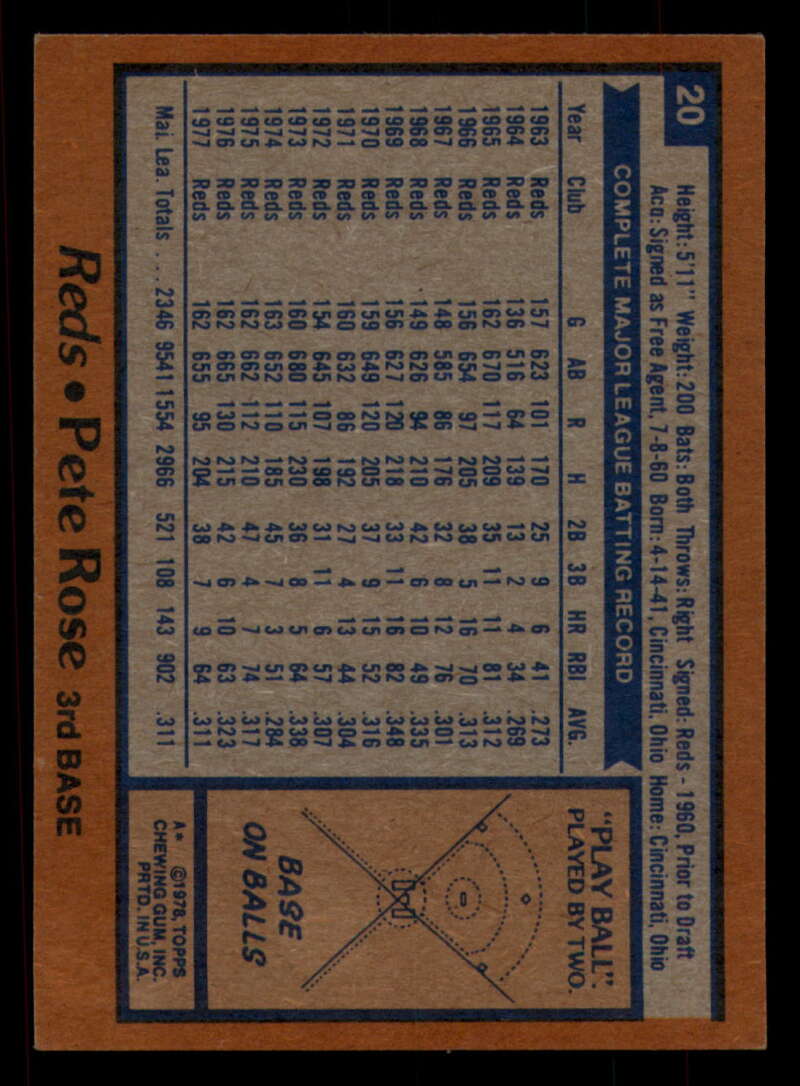 20
Height: 5'11" Weight: 200 Bats: Both Throws: Right Signed: Reds - 1960, Prior to Draft
Acq: Signed as Free Agent, 7-8-60 Born: 4-14-41, Cincinnati, Ohio Home: Cincinnati, Ohio
COMPLETE MAJOR LEAGUE BATTING RECORD
Year Club G AB R H 2B 3B HR RBI AVG.
1963 Reds 157 623 101 170 25 9 6 41 .273
1964 Reds 136 516 64 139 13 2 4 34 .269
1965 Reds 162 670 117 209 35 11 11 81 .312
1966 Reds 156 654 97 205 38 5 16 70 .313
1967 Reds 148 585 86 176 32 8 12 76 .301
1968 Reds 149 626 94 210 42 6 10 49 .335
1969 Reds 156 627 120 218 33 11 16 82 .348
1970 Reds 159 649 120 205 37 9 15 52 .316
1971 Reds 160 632 86 192 27 4 13 44 .304
1972 Reds 154 645 107 198 31 11 6 57 .307
1973 Reds 160 680 115 230 36 8 5 64 .338
1974 Reds 163 652 110 185 45 7 3 51 .284
1975 Reds 162 662 112 210 47 4 7 74 .317
1976 Reds 162 665 130 215 42 6 10 63 .323
1977 Reds 162 655 95 204 38 7 9 64 .311
Maj. Lea. Totals . . . 2346 9541 1554 2966 521 108 143 902 .311
"PLAY BALL"
PLAYED BY TWO.
BASE
ON BALLS
A* ©1978, TOPPS
CHEWING GUM, INC.
PRTD. IN U.S.A.
Reds • Pete Rose 3rd BASE